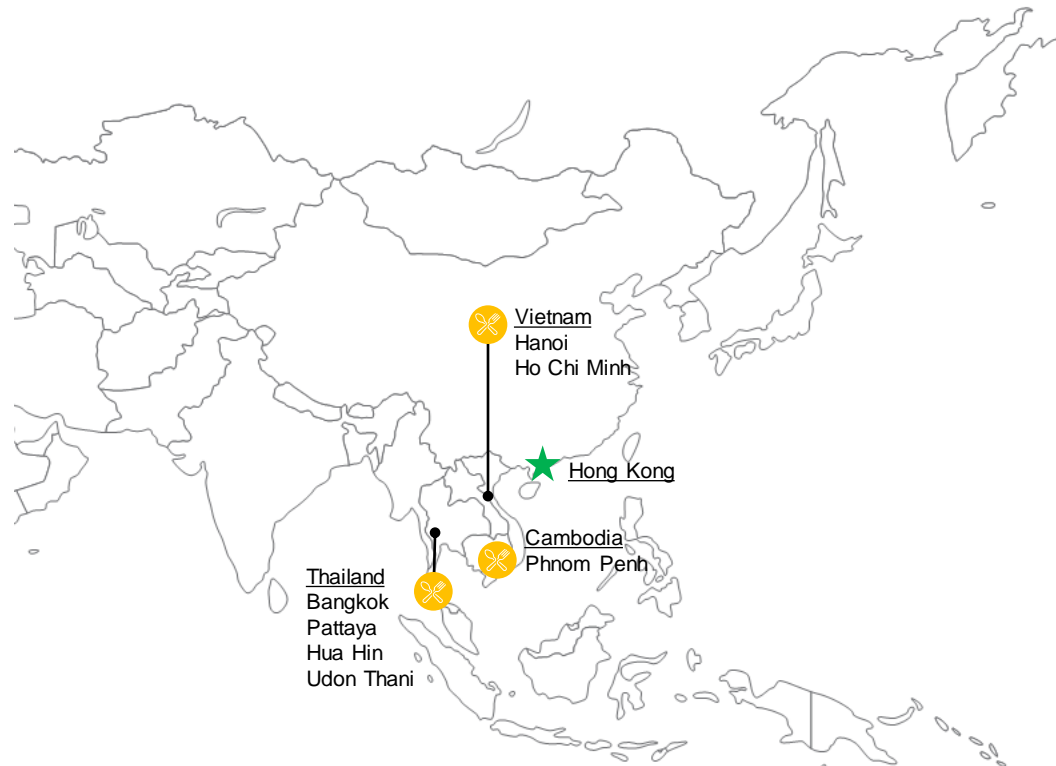 Vietnam
Hanoi
Ho Chi Minh
Hong Kong
Cambodia
Phnom Penh
Thailand
Bangkok
Pattaya
Hua Hin
Udon Thani